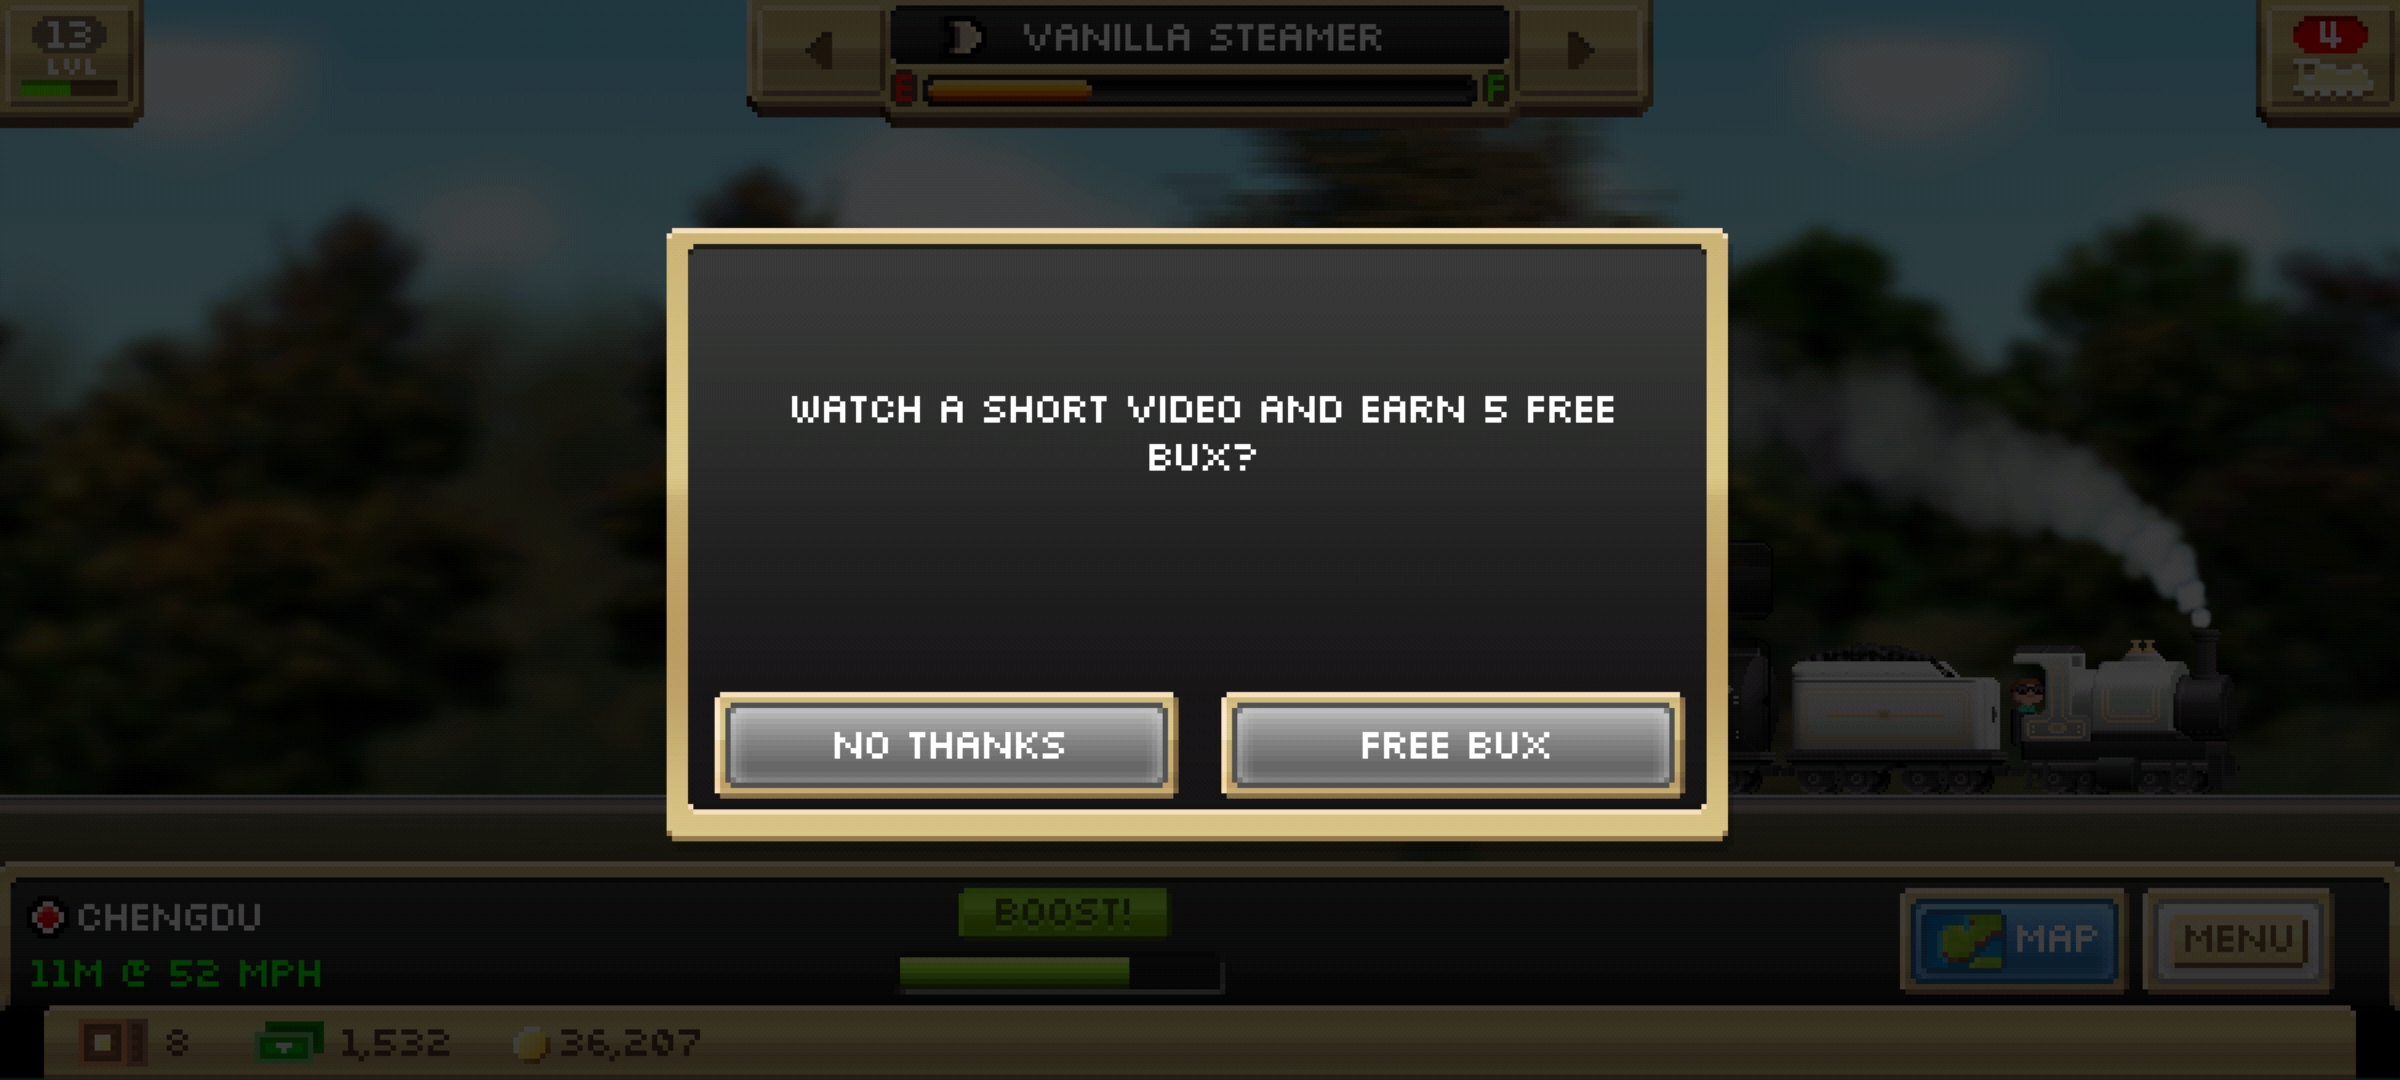 13
LVL
VANILLA STEAMER
E
F
4
WATCH A SHORT VIDEO AND EARN 5 FREE
BUX?
NO THANKS
FREE BUX
CHENGDU
11M @ 52 MPH
BOOST!
MAP
MENU
8
1,532
36,207